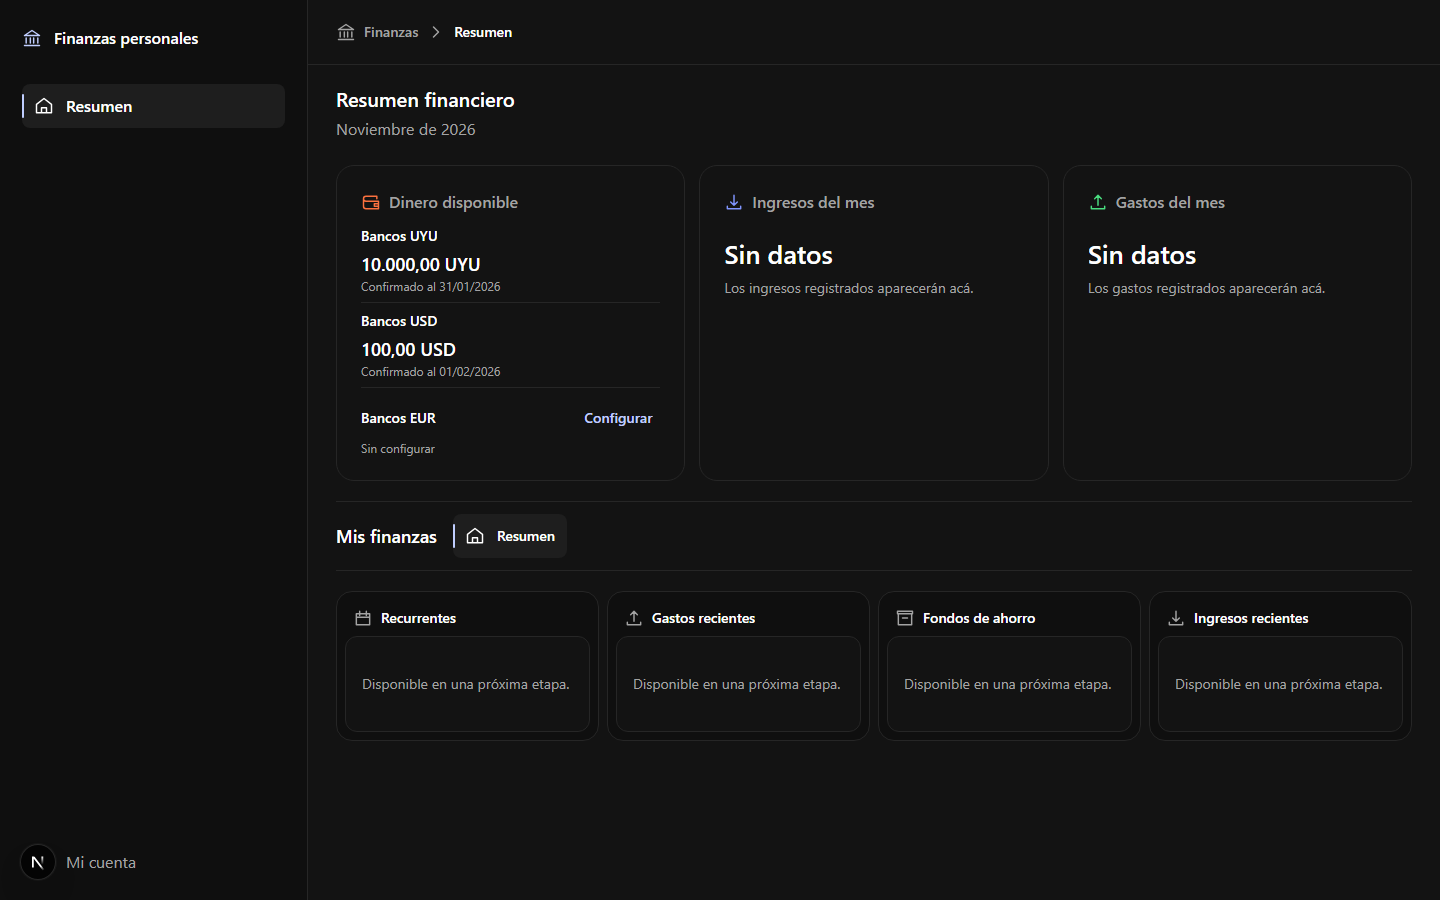 Finanzas personales
Resumen
Mi cuenta
Finanzas > Resumen
Resumen financiero
Noviembre de 2026
Dinero disponible
Bancos UYU
10.000,00 UYU
Confirmado al 31/01/2026
Bancos USD
100,00 USD
Confirmado al 01/02/2026
Bancos EUR Configurar
Sin configurar
Ingresos del mes
Sin datos
Los ingresos registrados aparecerán acá.
Gastos del mes
Sin datos
Los gastos registrados aparecerán acá.
Mis finanzas Resumen
Recurrentes
Disponible en una próxima etapa.
Gastos recientes
Disponible en una próxima etapa.
Fondos de ahorro
Disponible en una próxima etapa.
Ingresos recientes
Disponible en una próxima etapa.